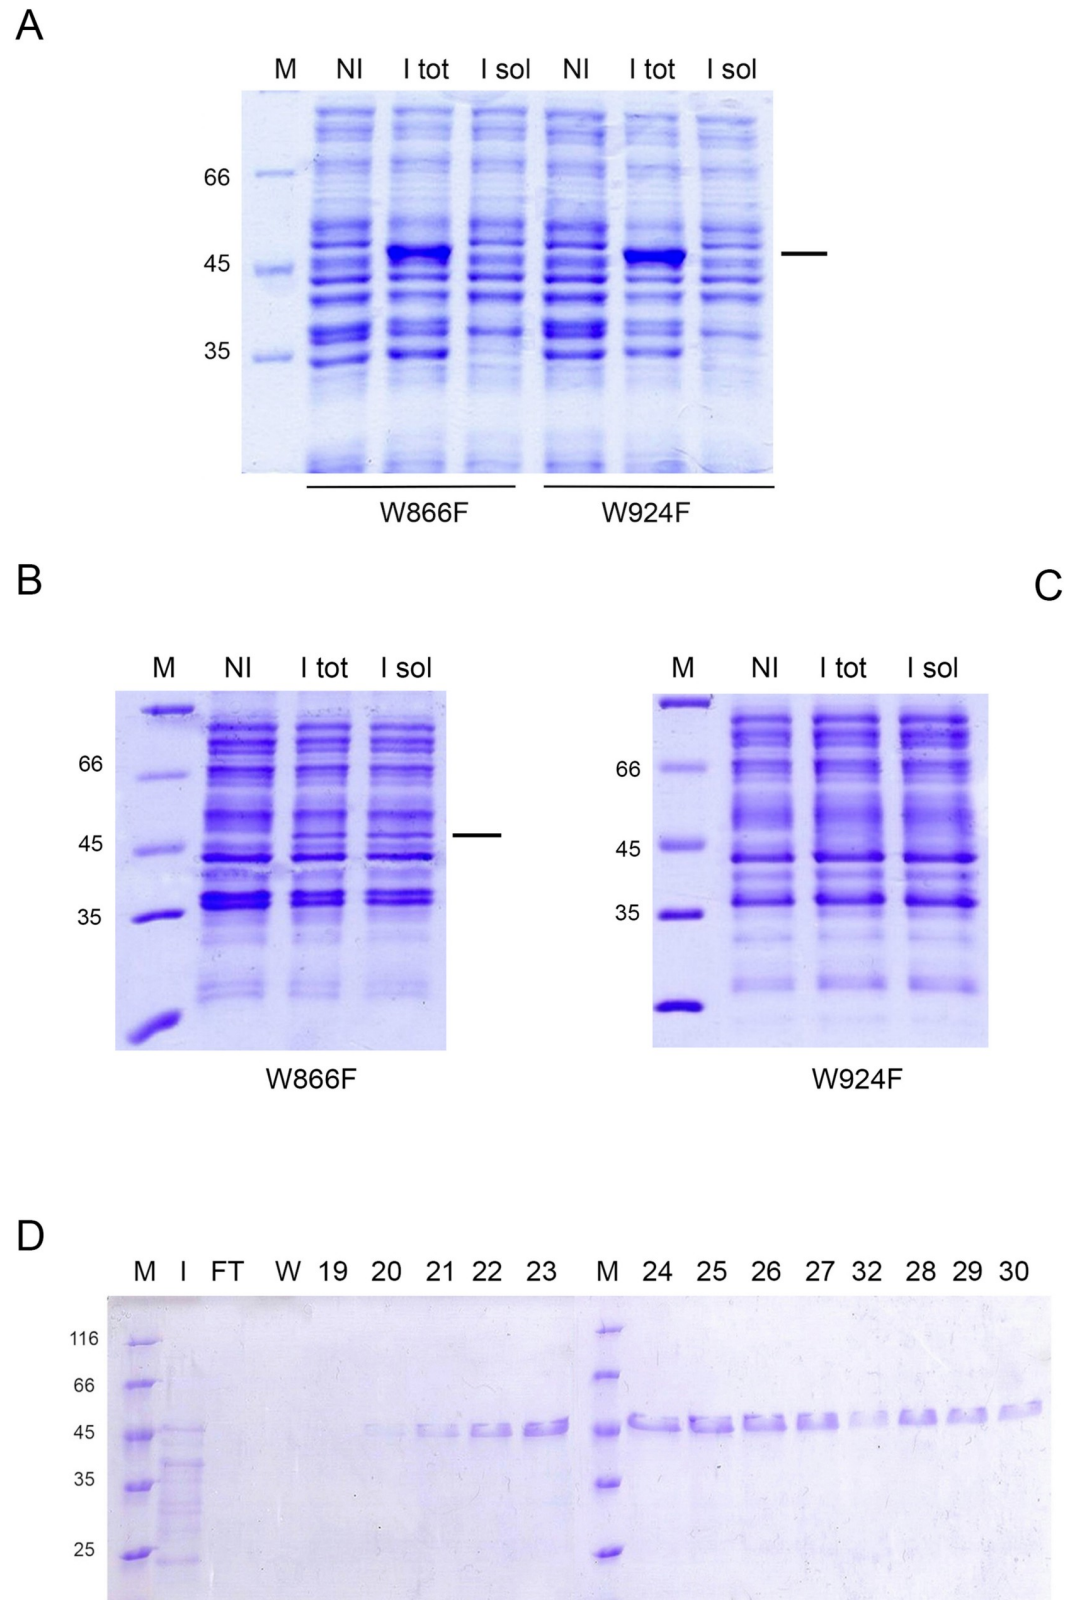 A
M NI I tot I sol NI I tot I sol
66
45
35
W866F W924F
B C
M NI I tot I sol
66
45
35
W866F
M NI I tot I sol
66
45
35
W924F
D
M I FT W 19 20 21 22 23 M 24 25 26 27 32 28 29 30
116
66
45
35
25